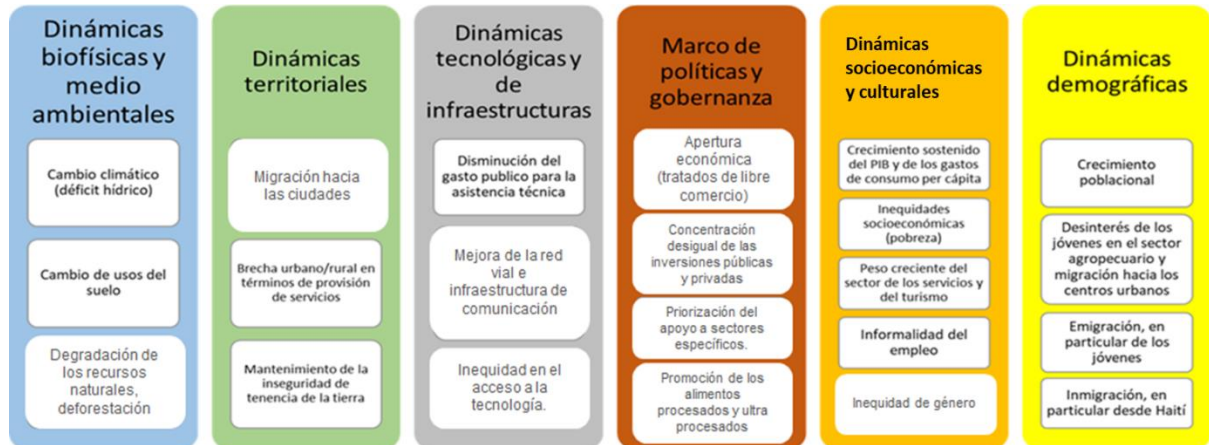 Dinámicas
biofísicas y
medio
ambientales
Cambio climático
(déficit hídrico)
Cambio de usos del
suelo
Degradación de
los recursos
naturales,
deforestación
Dinámicas
territoriales
Migración hacia
las ciudades
Brecha urbano/rural en
términos de provisión
de servicios
Mantenimiento de la
inseguridad de
tenencia de la tierra
Dinámicas
tecnológicas y
de
infraestructuras
Disminución del
gasto publico para la
asistencia técnica
Mejora de la red
vial e
infraestructura de
comunicación
Inequidad en el
acceso a la
tecnología.
Marco de
políticas y
gobernanza
Apertura
económica
(tratados de libre
comercio)
Concentración
desigual de las
inversiones públicas
y privadas
Priorización del
apoyo a sectores
específicos.
Promoción de los
alimentos
procesados y ultra
procesados
Dinámicas
socioeconómicas
y culturales
Crecimiento sostenido
del PIB y de los gastos
de consumo per cápita
Inequidades
socioeconómicas
(pobreza)
Peso creciente del
sector de los servicios y
del turismo
Informalidad del
empleo
Inequidad de género
Dinámicas
demográficas
Crecimiento
poblacional
Desinterés de los
jóvenes en el sector
agropecuario y
migración hacia los
centros urbanos
Emigración, en
particular de los
jóvenes
Inmigración, en
particular desde Haití